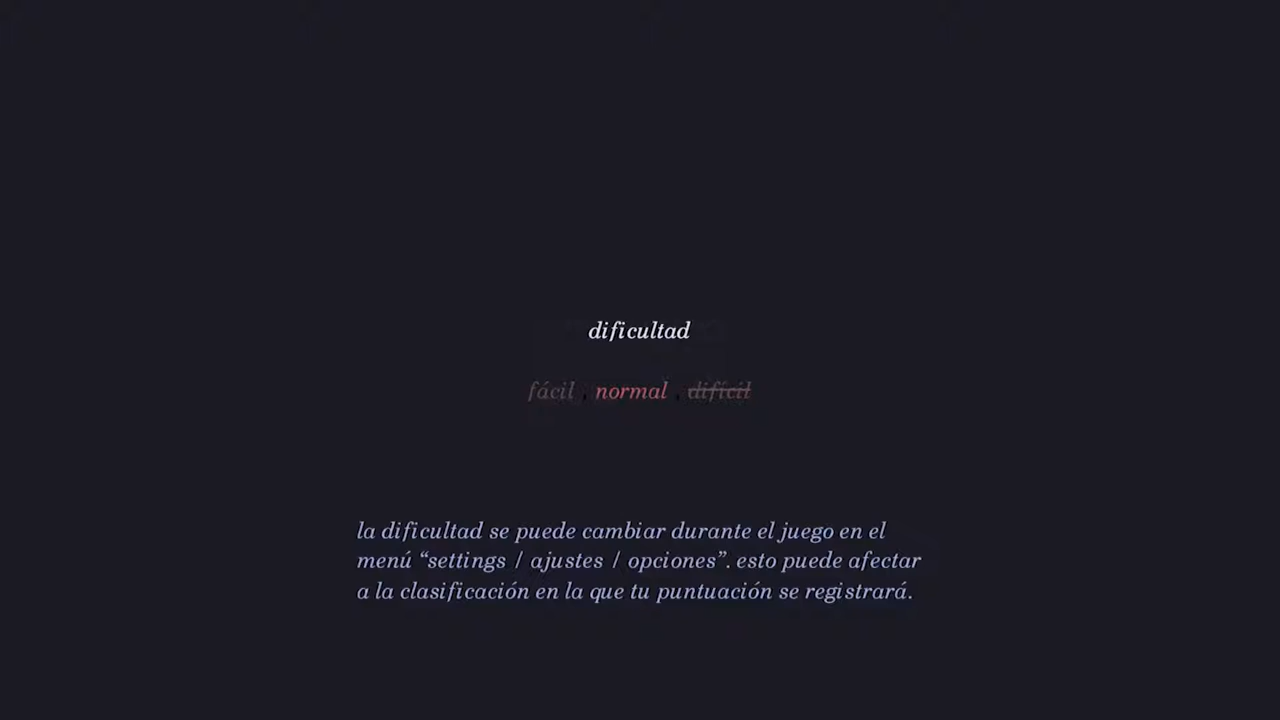 dificultad
fácil , normal , difícil
la dificultad se puede cambiar durante el juego en el
menú “settings / ajustes / opciones”. esto puede afectar
a la clasificación en la que tu puntuación se registrará.